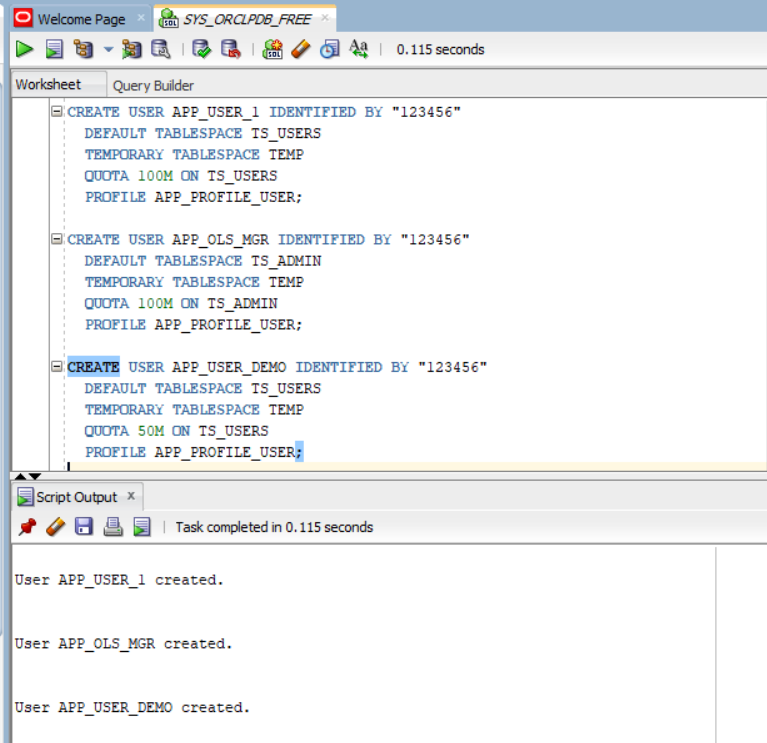 Welcome Page × SYS_ORCLPDB_FREE ×
0.115 seconds
Worksheet Query Builder
CREATE USER APP_USER_1 IDENTIFIED BY "123456"
DEFAULT TABLESPACE TS_USERS
TEMPORARY TABLESPACE TEMP
QUOTA 100M ON TS_USERS
PROFILE APP_PROFILE_USER;
CREATE USER APP_OLS_MGR IDENTIFIED BY "123456"
DEFAULT TABLESPACE TS_ADMIN
TEMPORARY TABLESPACE TEMP
QUOTA 100M ON TS_ADMIN
PROFILE APP_PROFILE_USER;
CREATE USER APP_USER_DEMO IDENTIFIED BY "123456"
DEFAULT TABLESPACE TS_USERS
TEMPORARY TABLESPACE TEMP
QUOTA 50M ON TS_USERS
PROFILE APP_PROFILE_USER;
Script Output x
Task completed in 0.115 seconds
User APP_USER_1 created.
User APP_OLS_MGR created.
User APP_USER_DEMO created.